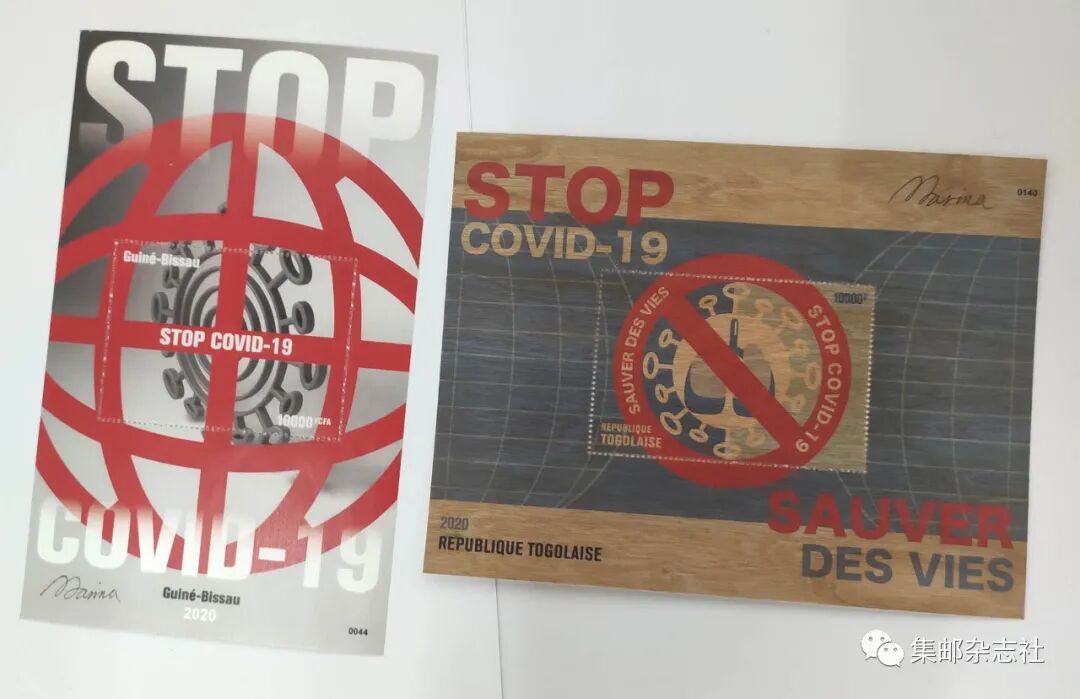 STOP
Guiné-Bissau
STOP COVID-19
10000FCFA
COVID-19
Marina
Guiné-Bissau
2020
0044
STOP
COVID-19
Marina
0140
10000F
SAUVER DES VIES
STOP COVID-19
REPUBLIQUE
TOGOLAISE
2020
REPUBLIQUE TOGOLAISE
SAUVER
DES VIES
集邮杂志社